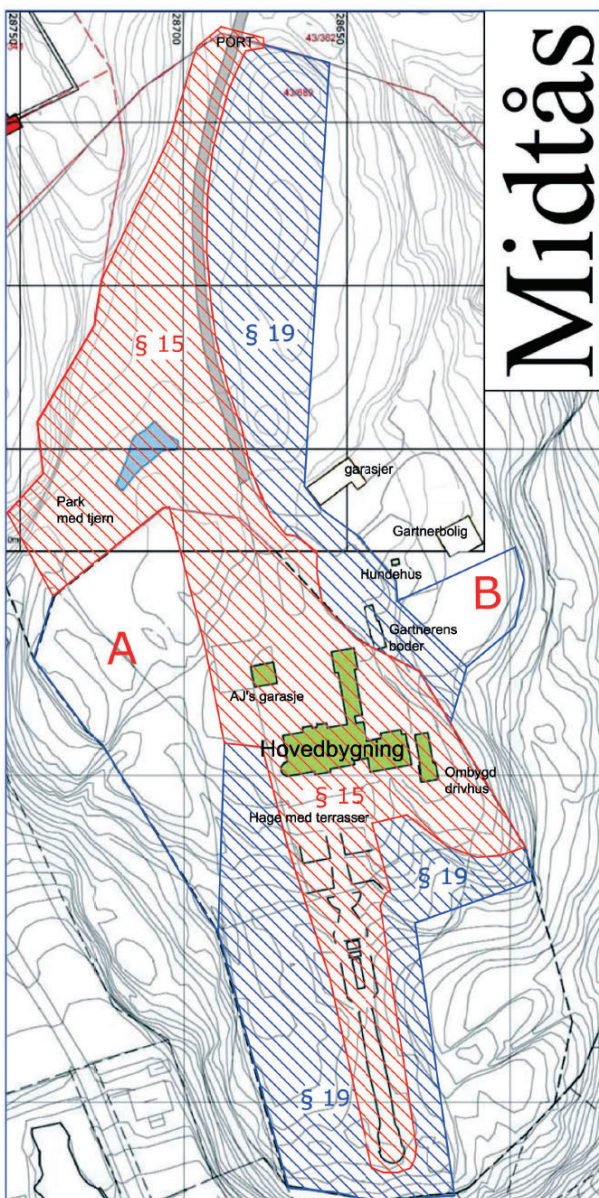 28750
28700
28650
PORT
43/362
43/689
Midtås
§ 15
§ 19
garasjer
Park
med tjern
Gartnerbolig
Hundehus
B
A
Gartnerens
boder
AJ's garasje
Hovedbygning
Ombygd
drivhus
§ 15
Hage med terrasser
§ 19
§ 19